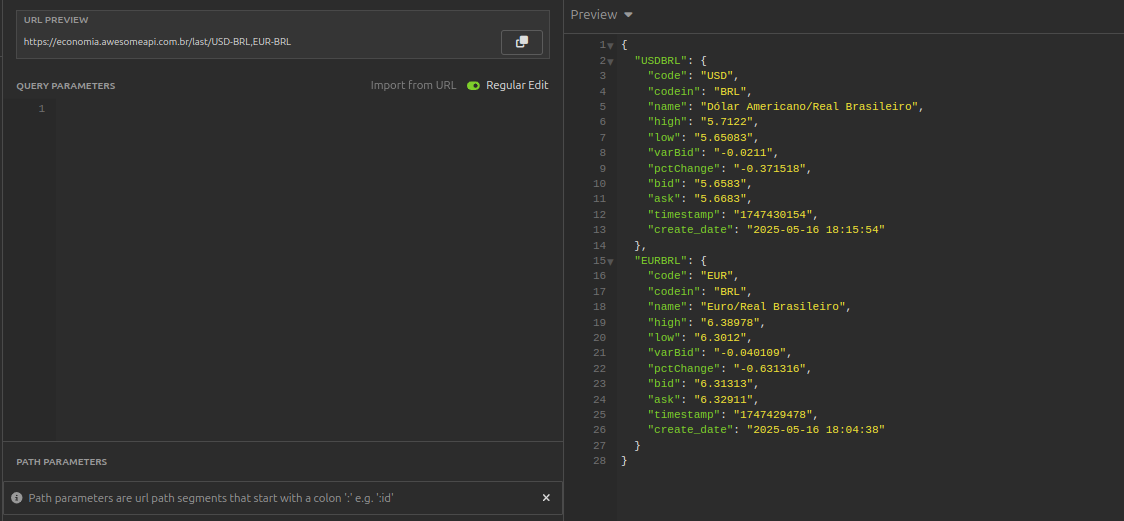 URL PREVIEW
https://economia.awesomeapi.com.br/last/USD-BRL,EUR-BRL
QUERY PARAMETERS
Import from URL
Regular Edit
1
PATH PARAMETERS
Path parameters are url path segments that start with a colon ':' e.g. ':id'
Preview
1 {
2 "USDBRL": {
3 "code": "USD",
4 "codein": "BRL",
5 "name": "Dólar Americano/Real Brasileiro",
6 "high": "5.7122",
7 "low": "5.65083",
8 "varBid": "-0.0211",
9 "pctChange": "-0.371518",
10 "bid": "5.6583",
11 "ask": "5.6683",
12 "timestamp": "1747430154",
13 "create_date": "2025-05-16 18:15:54"
14 },
15 "EURBRL": {
16 "code": "EUR",
17 "codein": "BRL",
18 "name": "Euro/Real Brasileiro",
19 "high": "6.38978",
20 "low": "6.3012",
21 "varBid": "-0.040109",
22 "pctChange": "-0.631316",
23 "bid": "6.31313",
24 "ask": "6.32911",
25 "timestamp": "1747429478",
26 "create_date": "2025-05-16 18:04:38"
27 }
28 }